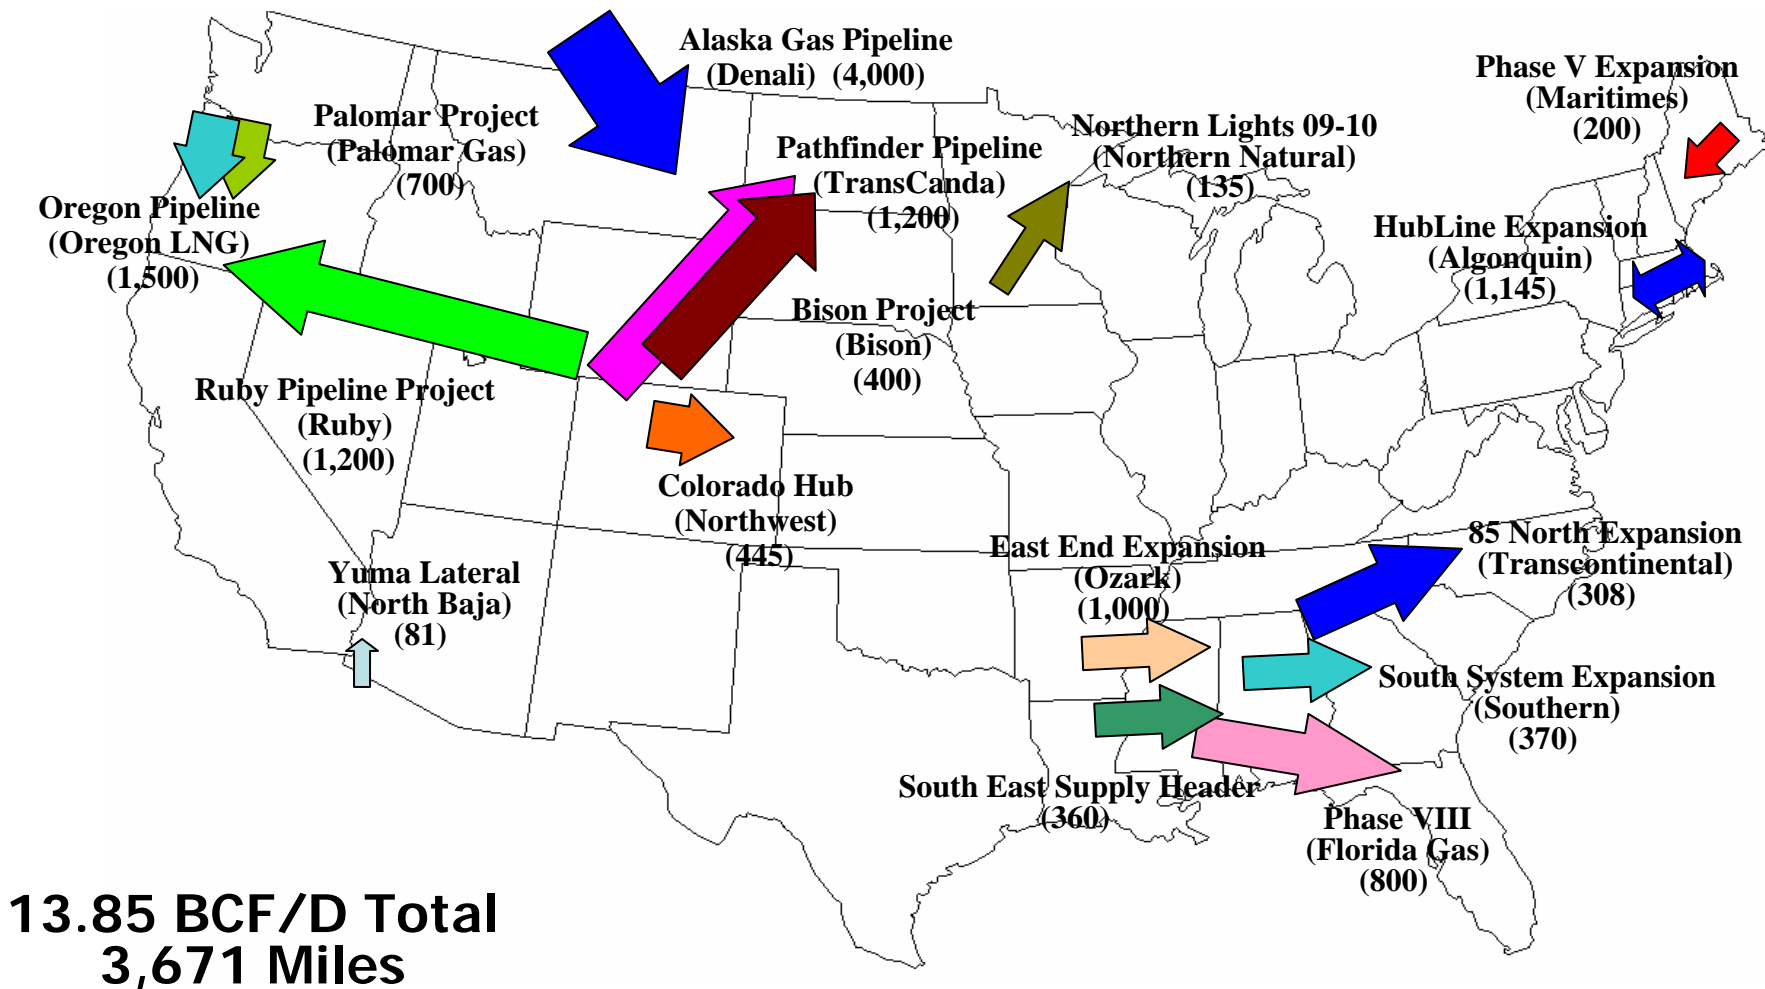 Alaska Gas Pipeline
(Denali)  (4,000)
Phase V Expansion
(Maritimes)
(200)
Palomar Project
(Palomar Gas)
(700)
Pathfinder Pipeline
(TransCanda)
(1,200)
Northern Lights 09-10
(Northern Natural)
(135)
Oregon Pipeline
(Oregon LNG)
(1,500)
HubLine Expansion
(Algonquin)
(1,145)
Bison Project
(Bison)
(400)
Ruby Pipeline Project
(Ruby)
(1,200)
Colorado Hub
(Northwest)
(445)
East End Expansion
(Ozark)
(1,000)
85 North Expansion
(Transcontinental)
(308)
Yuma Lateral
(North Baja)
(81)
South System Expansion
(Southern)
(370)
South East Supply Header
(360)
Phase VIII
(Florida Gas)
(800)
13.85 BCF/D Total
3,671 Miles